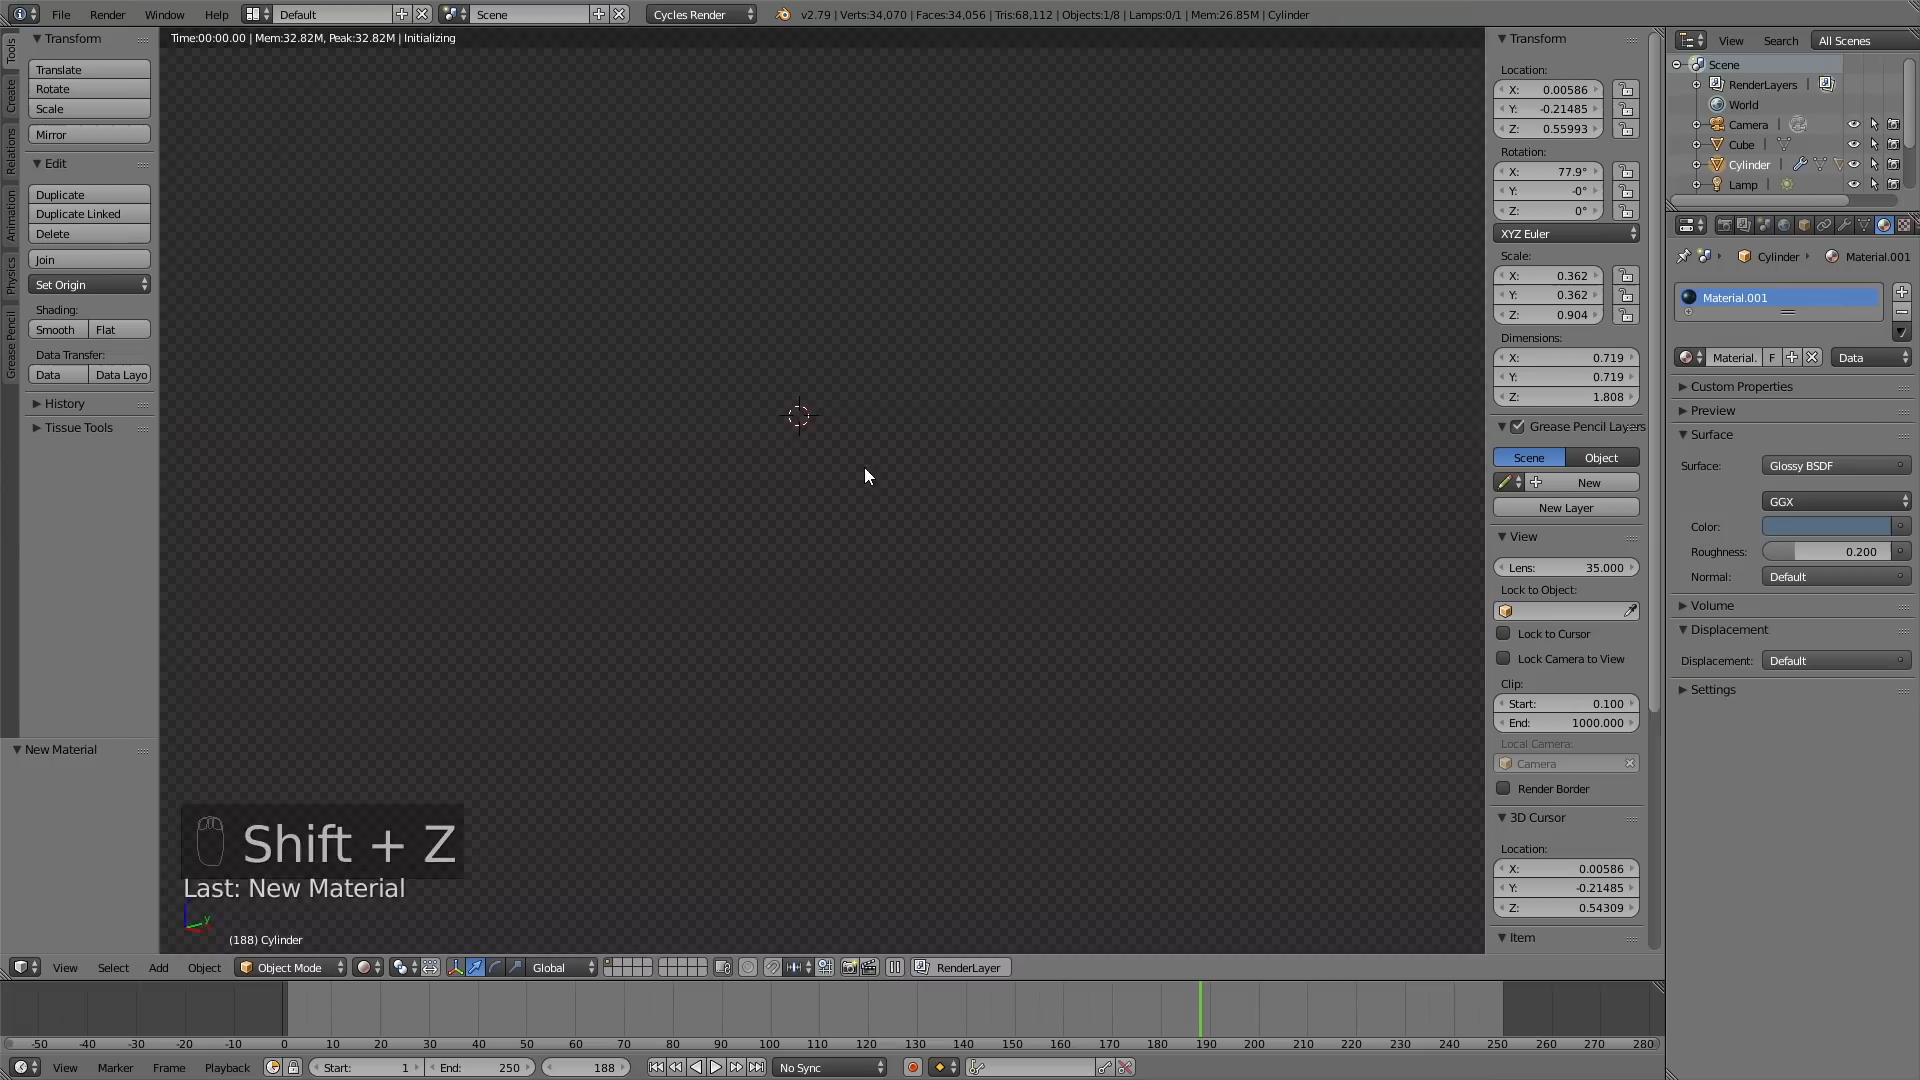 File Render Window Help Default Scene Cycles Render v2.79 | Verts:34,070 | Faces:34,056 | Tris:68,112 | Objects:1/8 | Lamps:0/1 | Mem:26.85M | Cylinder
Time:00:00.00 | Mem:32.82M, Peak:32.82M | Initializing
Tools
Create
Relations
Animation
Physics
Grease Pencil
Transform
Translate
Rotate
Scale
Mirror
Edit
Duplicate
Duplicate Linked
Delete
Join
Set Origin
Shading:
Smooth Flat
Data Transfer:
Data Data Layo
History
Tissue Tools
New Material
Shift + Z
Last: New Material
y
(188) Cylinder
Transform
Location:
X: 0.00586
Y: -0.21485
Z: 0.55993
Rotation:
X: 77.9°
Y: -0°
Z: 0°
XYZ Euler
Scale:
X: 0.362
Y: 0.362
Z: 0.904
Dimensions:
X: 0.719
Y: 0.719
Z: 1.808
Grease Pencil Layers
Scene Object
New
New Layer
View
Lens: 35.000
Lock to Object:
Lock to Cursor
Lock Camera to View
Clip:
Start: 0.100
End: 1000.000
Local Camera:
Camera
Render Border
3D Cursor
Location:
X: 0.00586
Y: -0.21485
Z: 0.54309
Item
View Search All Scenes
Scene
RenderLayers
World
Camera
Cube
Cylinder
Lamp
Cylinder Material.001
Material.001
Material. F Data
Custom Properties
Preview
Surface
Surface: Glossy BSDF
GGX
Color:
Roughness: 0.200
Normal: Default
Volume
Displacement
Displacement: Default
Settings
View Select Add Object Object Mode Global RenderLayer
-50 -40 -30 -20 -10 0 10 20 30 40 50 60 70 80 90 100 110 120 130 140 150 160 170 180 190 200 210 220 230 240 250 260 270 280
View Marker Frame Playback Start: 1 End: 250 188 No Sync